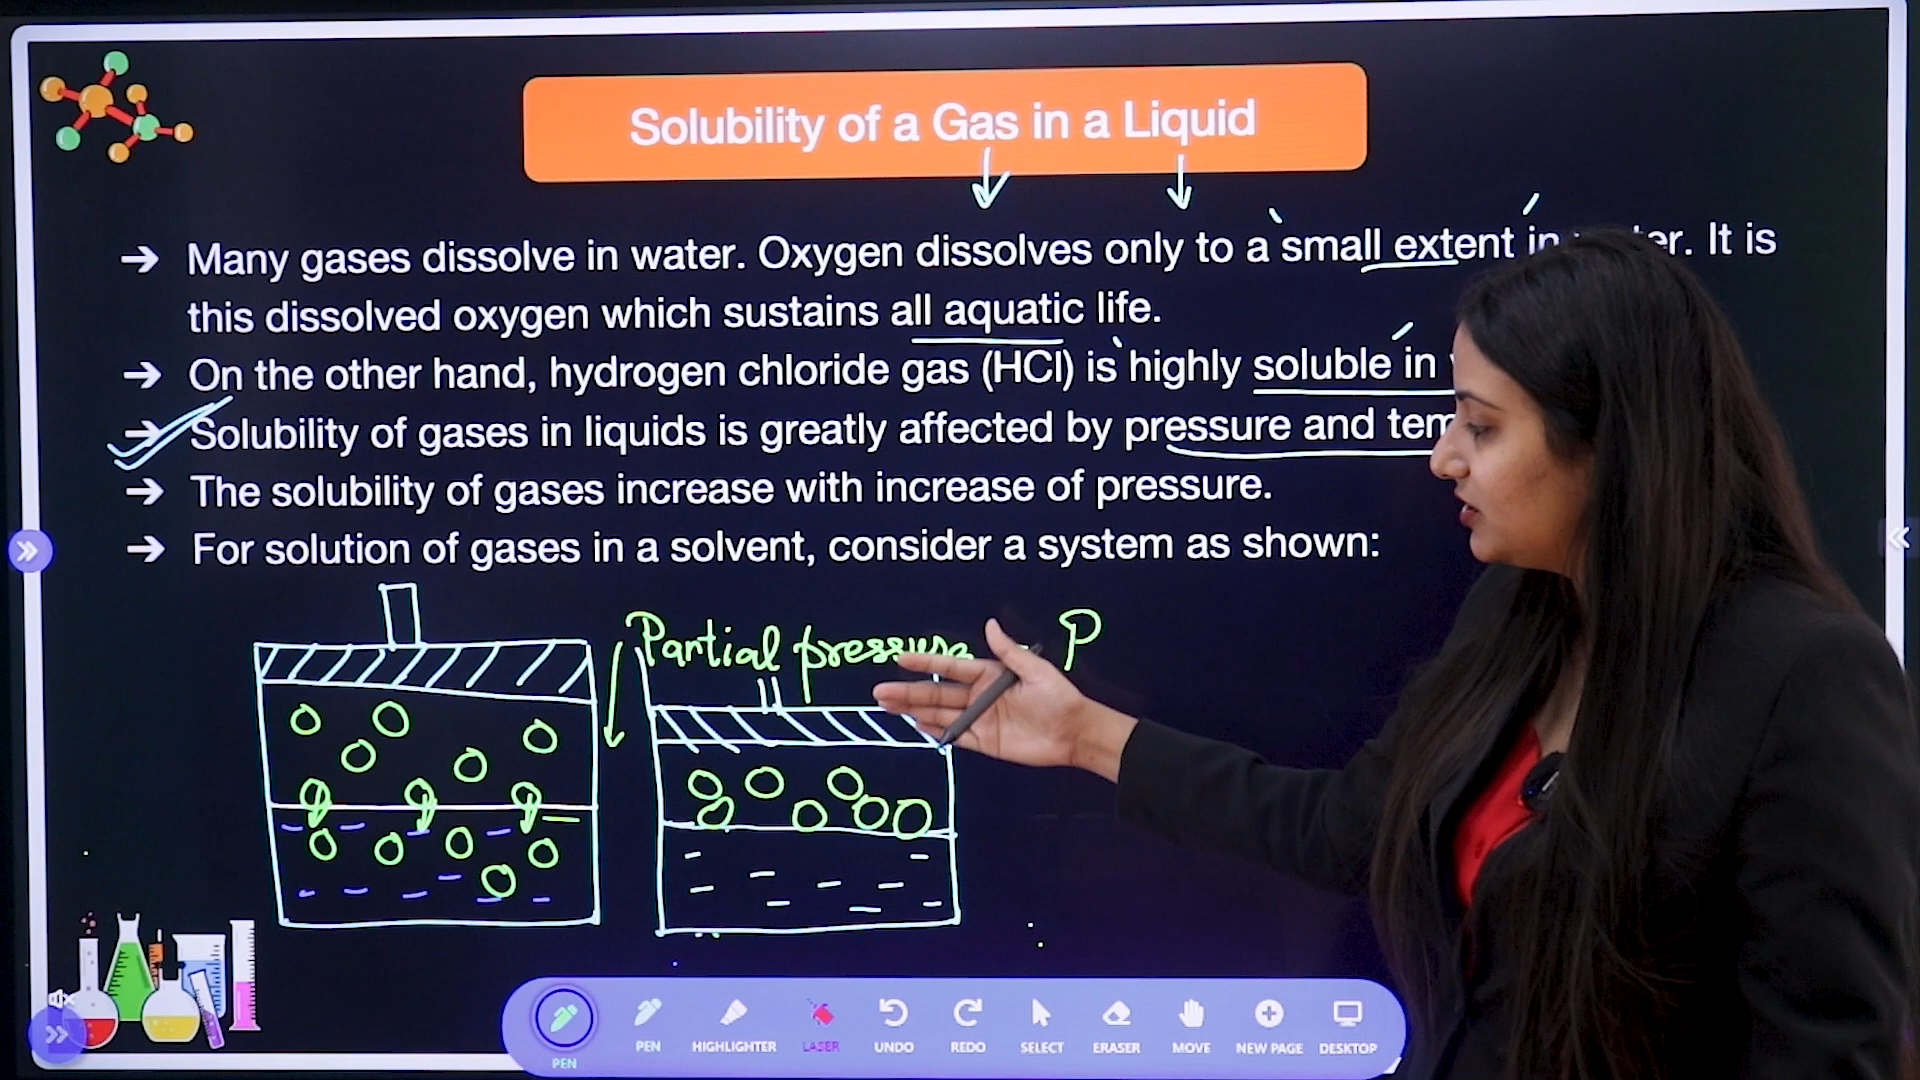 Solubility of a Gas in a Liquid
→ Many gases dissolve in water. Oxygen dissolves only to a small extent in water. It is
this dissolved oxygen which sustains all aquatic life.
→ On the other hand, hydrogen chloride gas (HCl) is highly soluble in
→ Solubility of gases in liquids is greatly affected by pressure and tem
→ The solubility of gases increase with increase of pressure.
→ For solution of gases in a solvent, consider a system as shown:
Partial pressure - P
PEN PEN HIGHLIGHTER LASER UNDO REDO SELECT ERASER MOVE NEW PAGE DESKTOP